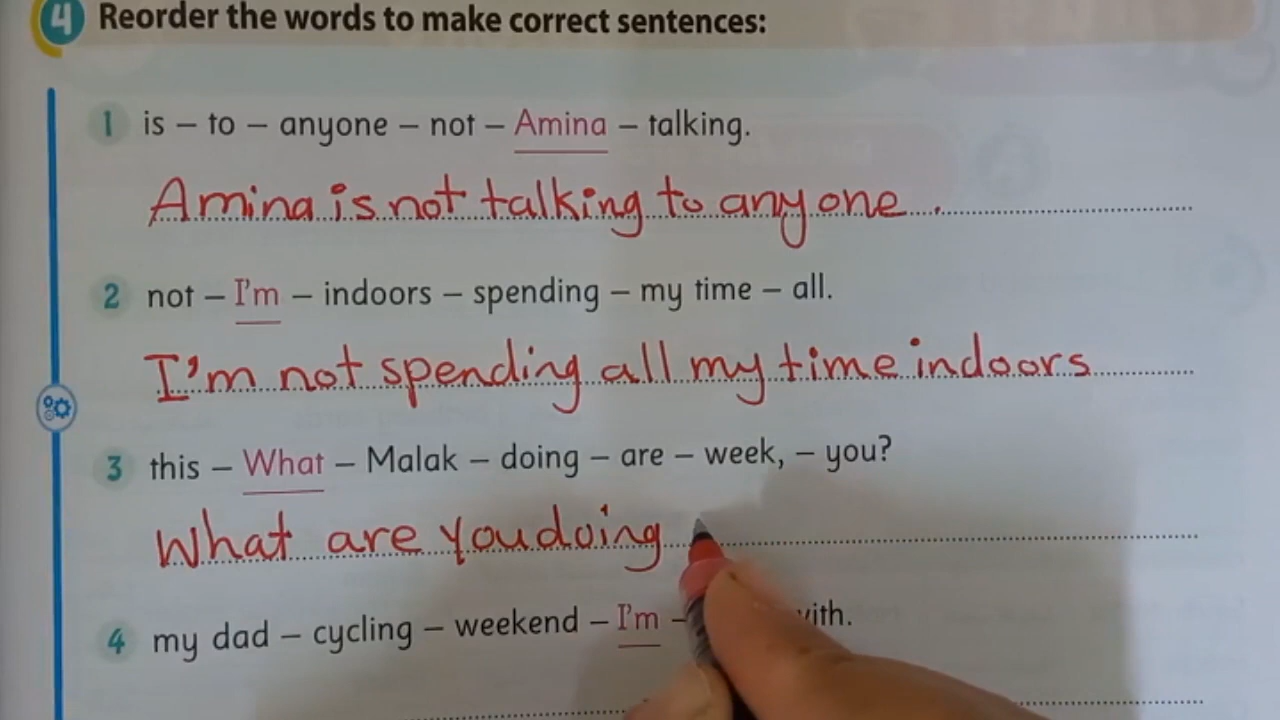 4 Reorder the words to make correct sentences:
1 is – to – anyone – not – Amina – talking.
Amina is not talking to anyone .
2 not – I'm – indoors – spending – my time – all.
I'm not spending all my time indoors
3 this – What – Malak – doing – are – week, – you?
What are you doing
4 my dad – cycling – weekend – I'm –